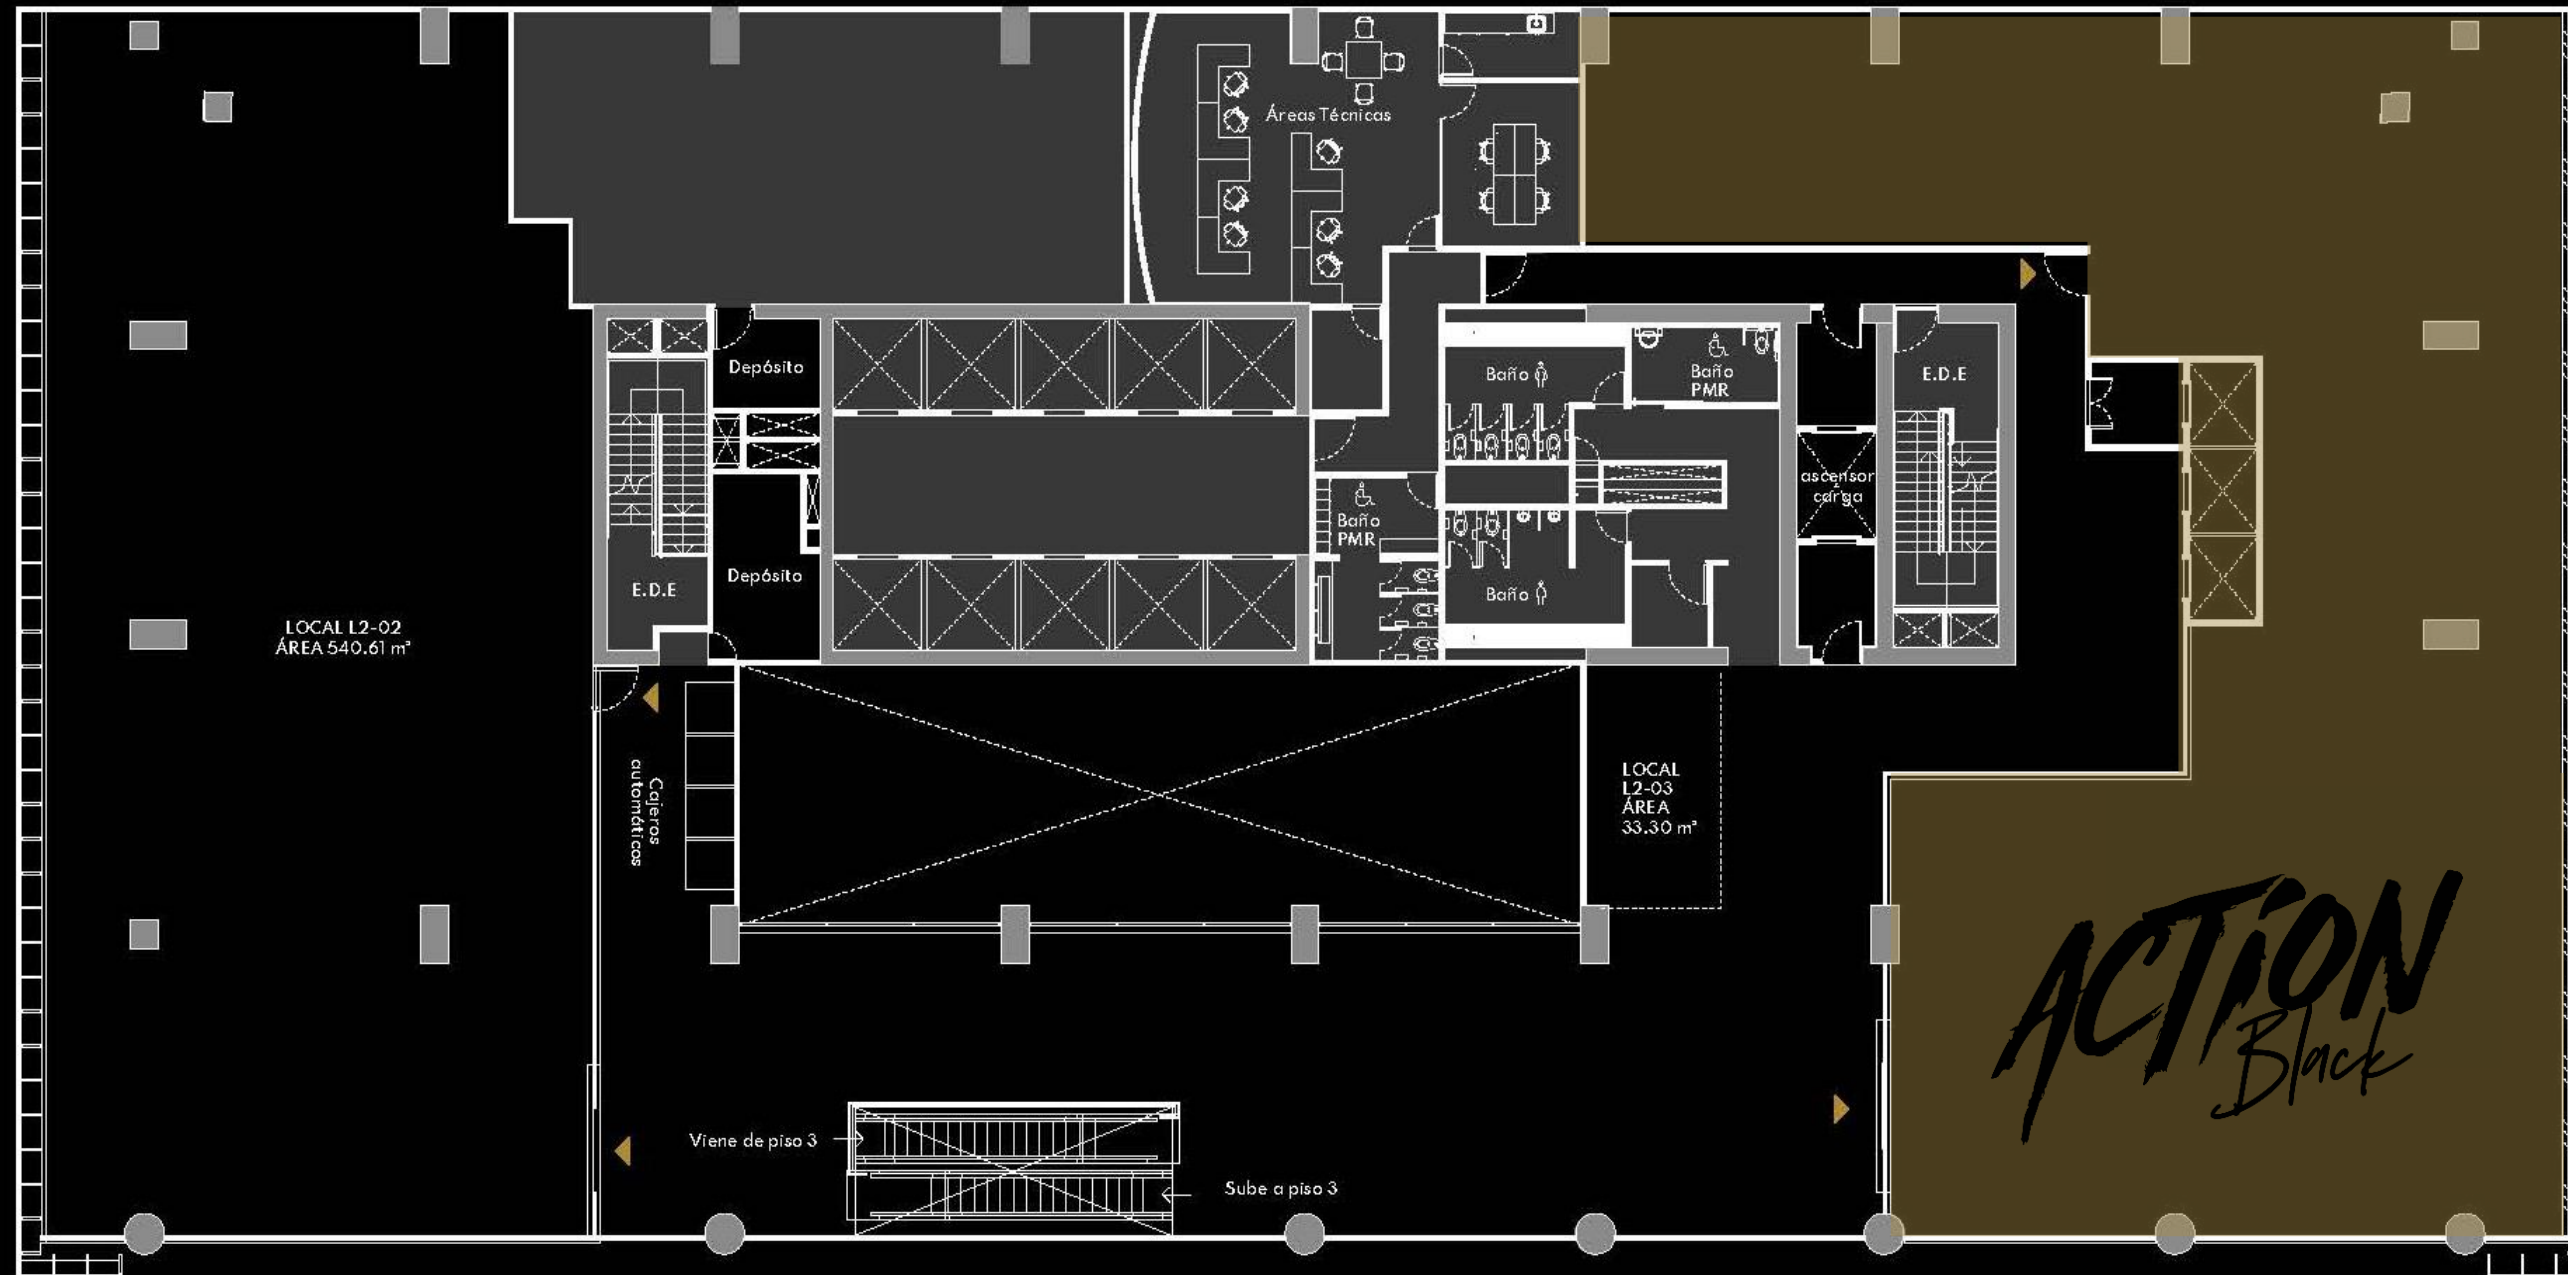 Áreas Técnicas
Depósito
Baño
Baño
PMR
E.D.E
ascensor
carga
Baño
PMR
E.D.E
Depósito
Baño
LOCAL L2-02
ÁREA 540.61 m²
Cajeros
automáticos
LOCAL
L2-03
ÁREA
33.30 m²
ACTION
Black
Viene de piso 3
Sube a piso 3